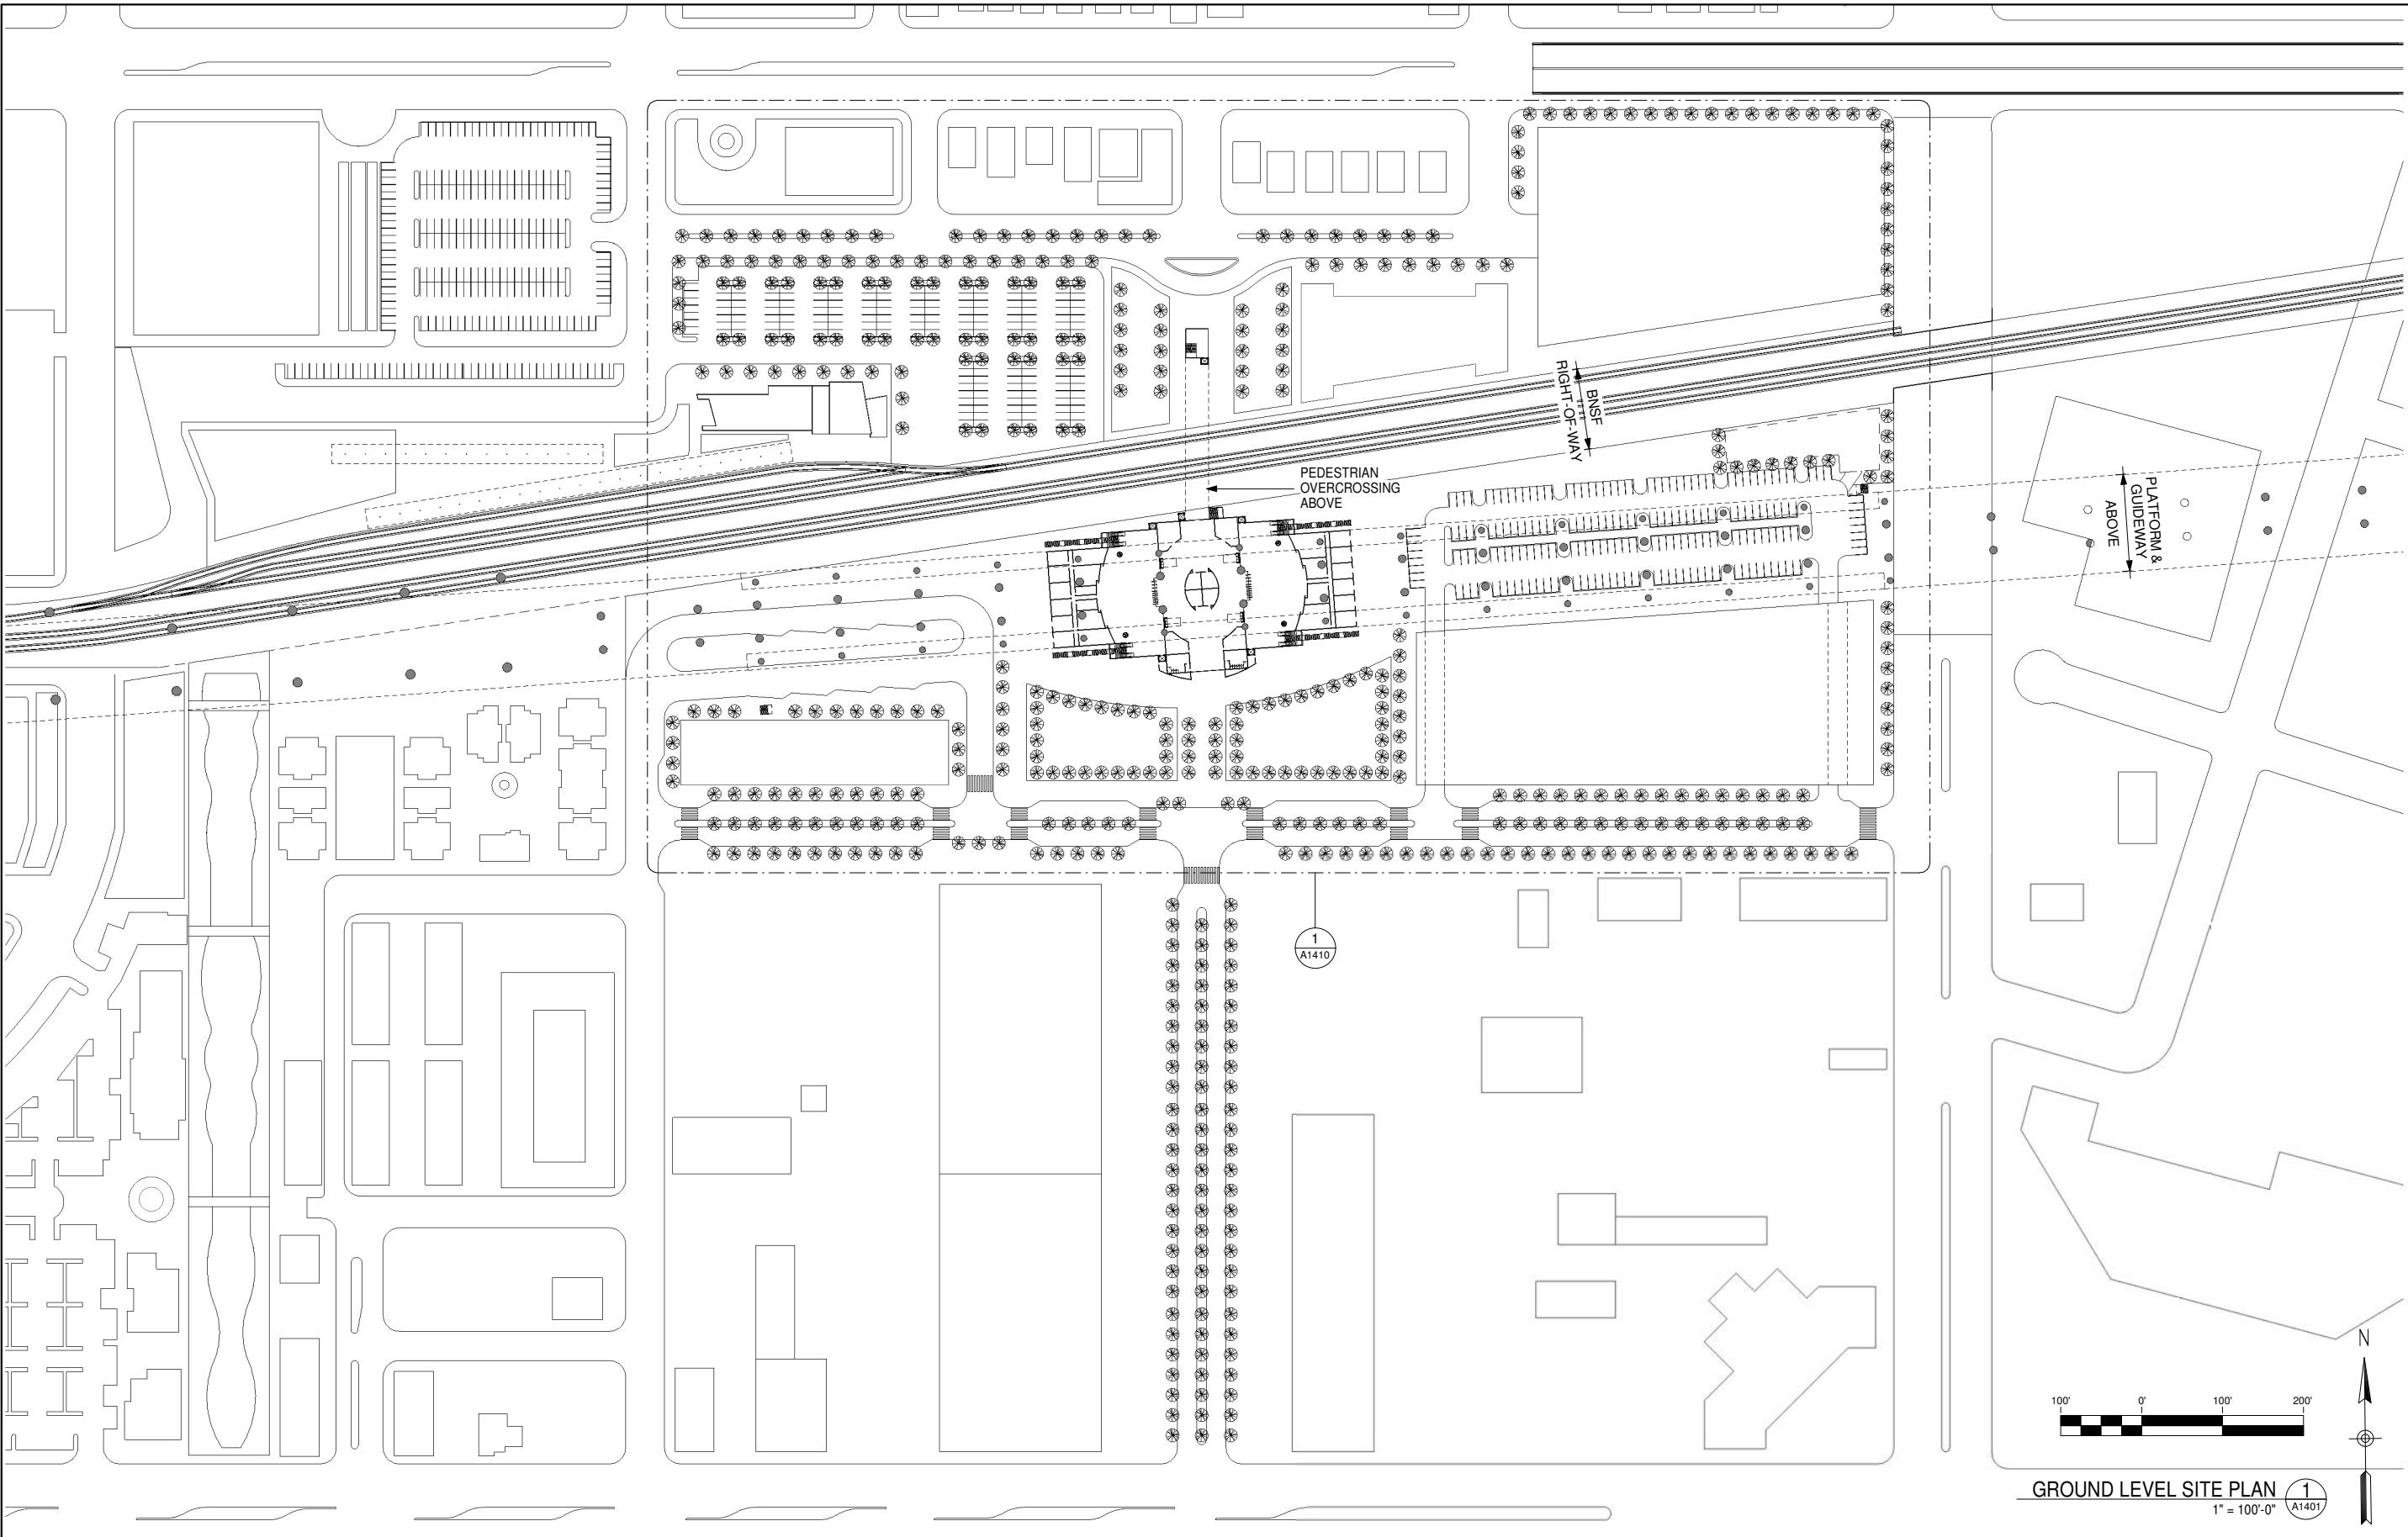 BNSF
RIGHT-OF-WAY
PEDESTRIAN
OVERCROSSING
ABOVE
PLATFORM &
GUIDEWAY
ABOVE
1
A1410
N
100' 0' 100' 200'
GROUND LEVEL SITE PLAN
1" = 100'-0"
1
A1401